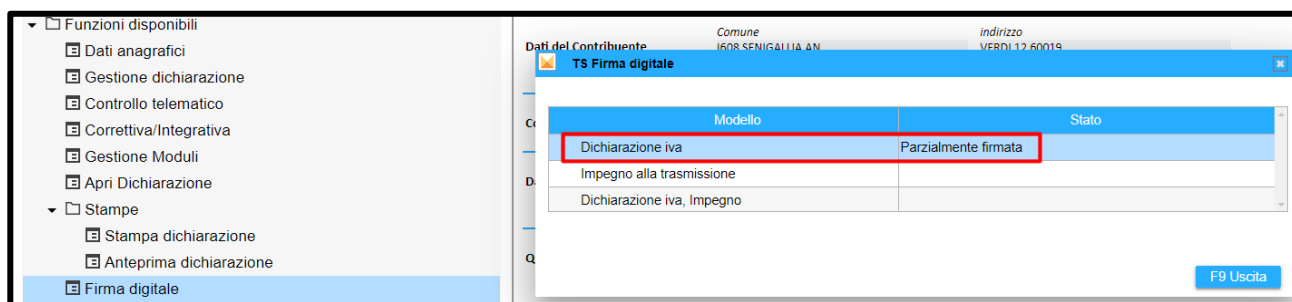 Funzioni disponibili
Dati anagrafici
Gestione dichiarazione
Controllo telematico
Correttiva/Integrativa
Gestione Moduli
Apri Dichiarazione
Stampe
Stampa dichiarazione
Anteprima dichiarazione
Firma digitale
Comune indirizzo
Dati del Contribuente I608 SENIGALLIA AN VERDI 12 60019
TS Firma digitale
Modello Stato
Dichiarazione iva Parzialmente firmata
Impegno alla trasmissione
Dichiarazione iva, Impegno
F9 Uscita